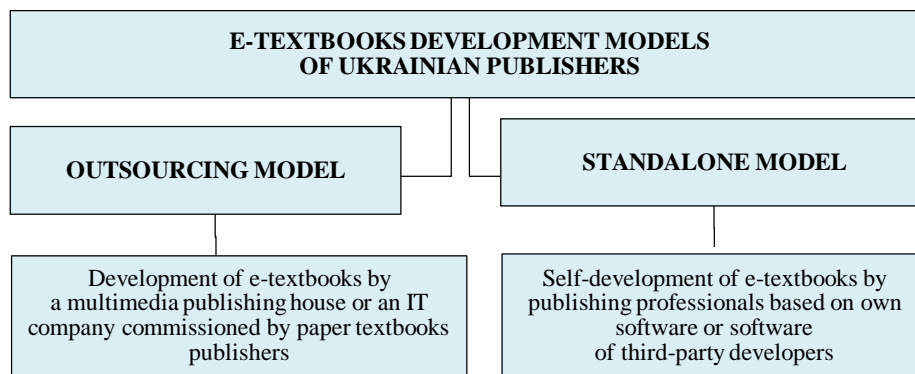 E-TEXTBOOKS DEVELOPMENT MODELS
OF UKRAINIAN PUBLISHERS
OUTSOURCING MODEL
STANDALONE MODEL
Development of e-textbooks by
a multimedia publishing house or an IT
company commissioned by paper textbooks
publishers
Self-development of e-textbooks by
publishing professionals based on own
software or software
of third-party developers